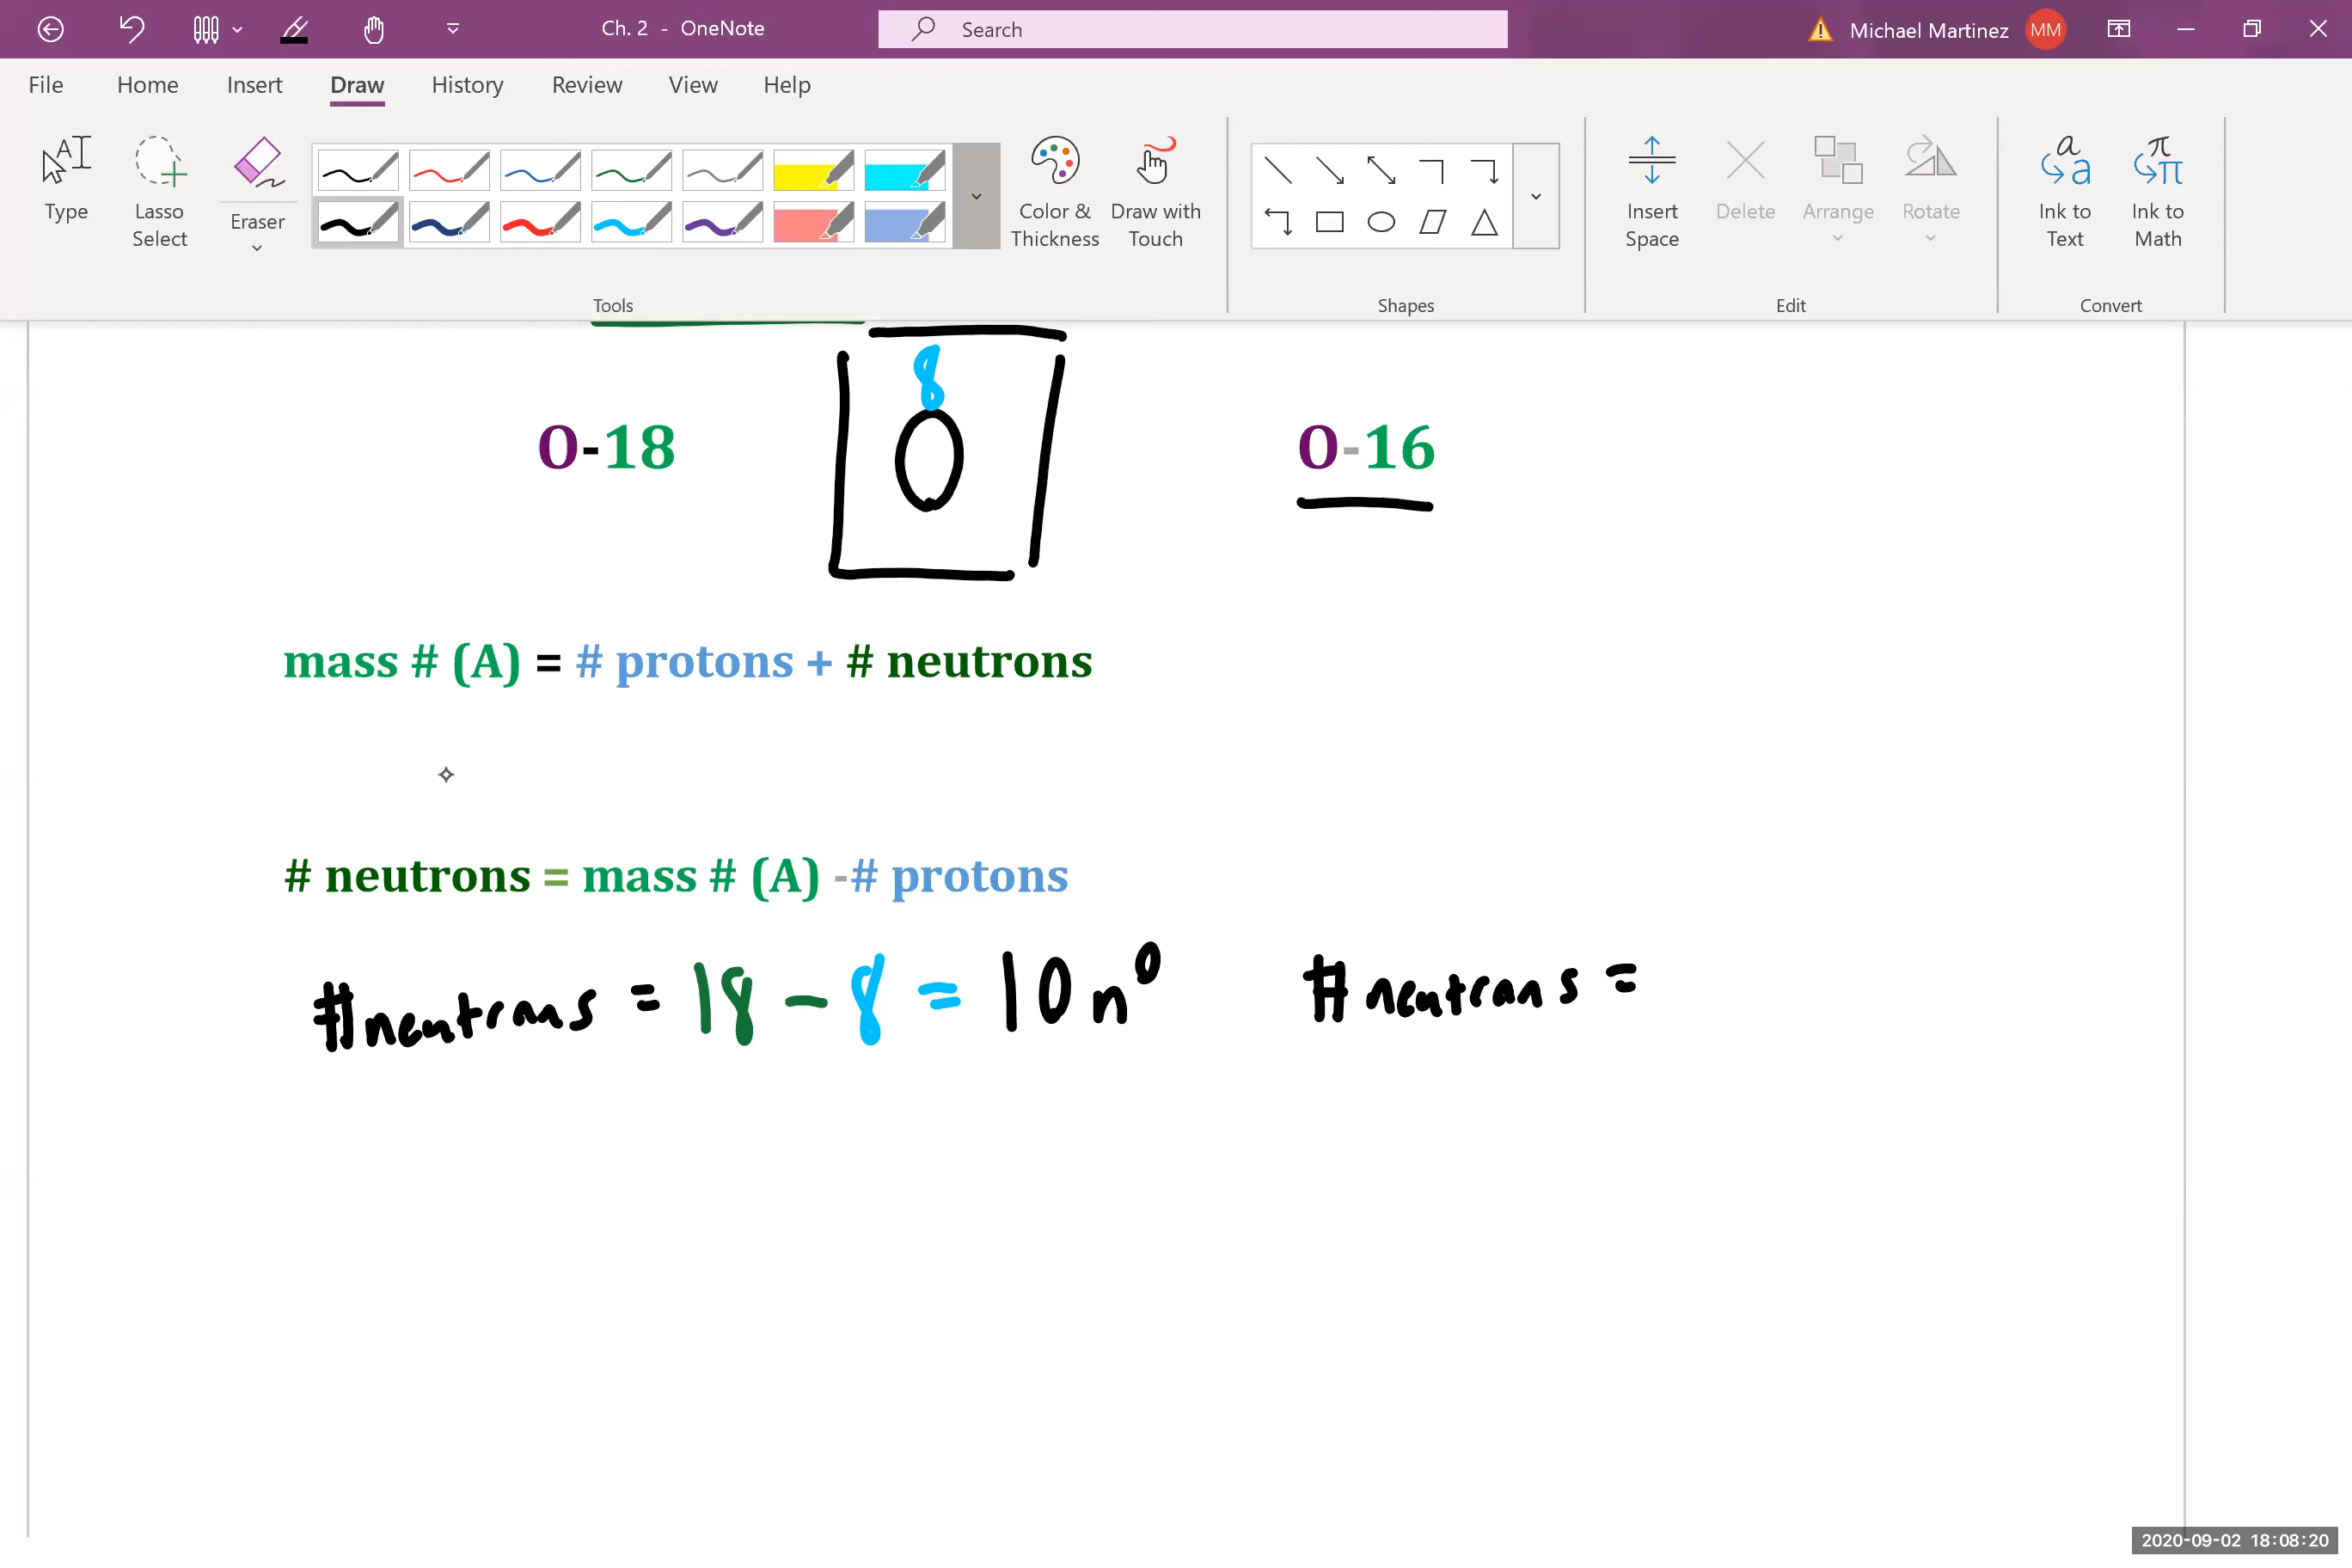 Ch. 2 - OneNote
Search
Michael Martinez
MM
File Home Insert Draw History Review View Help
Type
Lasso Select
Eraser
Color & Thickness
Draw with Touch
Insert Space
Delete
Arrange
Rotate
Ink to Text
Ink to Math
Tools
Shapes
Edit
Convert
8
O-18
O
O-16
mass # (A) = # protons + # neutrons
# neutrons = mass # (A) -# protons
#neutrons = 18 - 8 = 10 n⁰
#neutrons =
2020-09-02 18:08:20